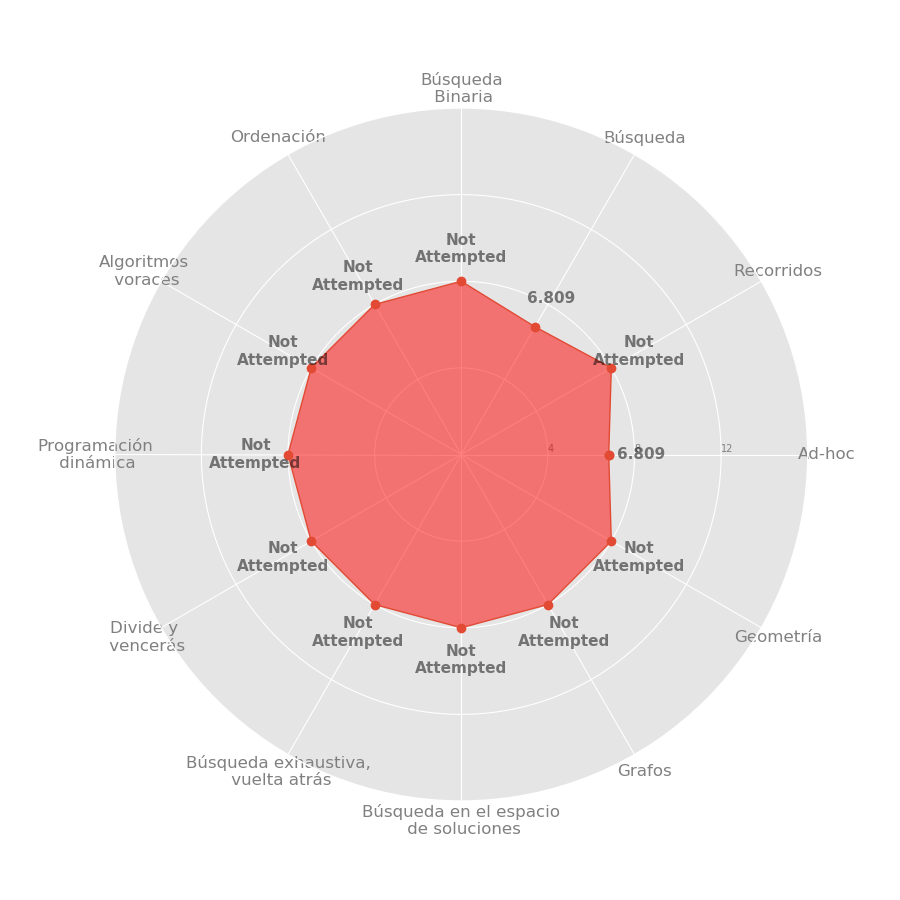 Búsqueda
Binaria
Ordenación
Búsqueda
Algoritmos
voraces
Recorridos
Not
Attempted
Not
Attempted
6.809
Not
Attempted
Not
Attempted
Programación
dinámica
Not
Attempted
4
8
12
6.809
Ad-hoc
Not
Attempted
Not
Attempted
Divide y
vencerás
Geometría
Not
Attempted
Not
Attempted
Not
Attempted
Búsqueda exhaustiva,
vuelta atrás
Grafos
Búsqueda en el espacio
de soluciones